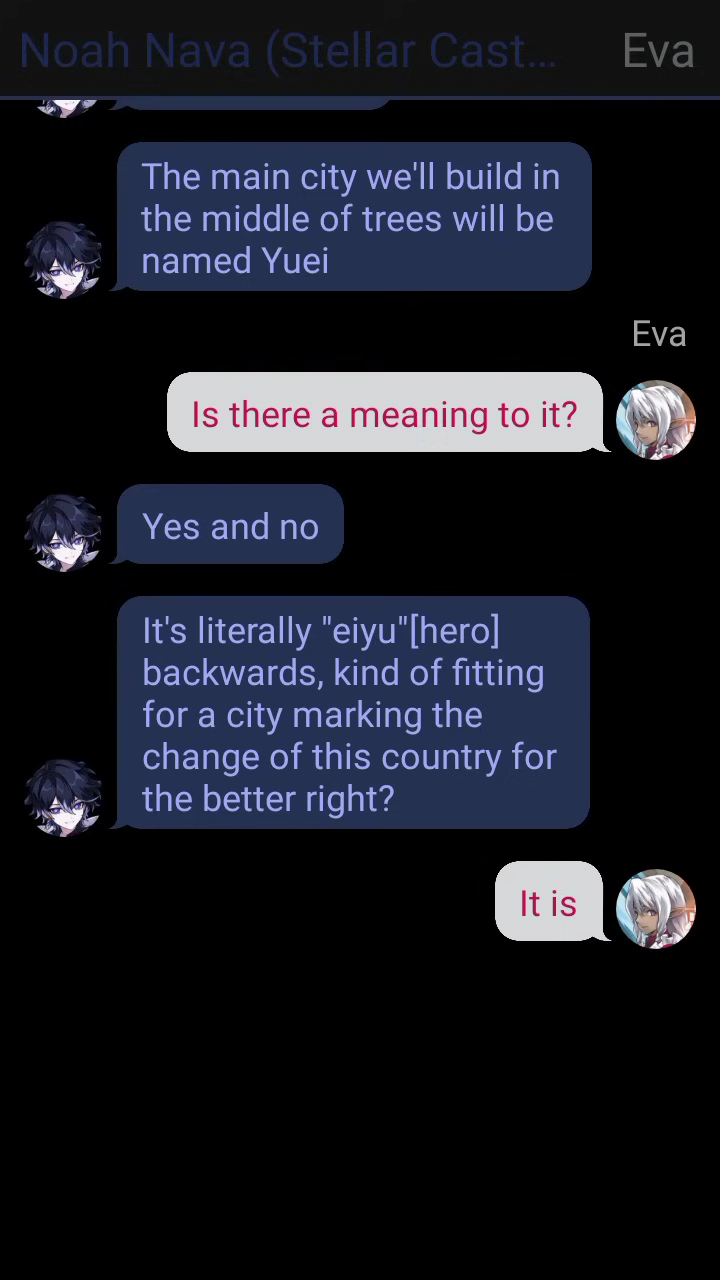 Noah Nava (Stellar Cast... Eva
The main city we'll build in
the middle of trees will be
named Yuei
Eva
Is there a meaning to it?
Yes and no
It's literally "eiyu"[hero]
backwards, kind of fitting
for a city marking the
change of this country for
the better right?
It is